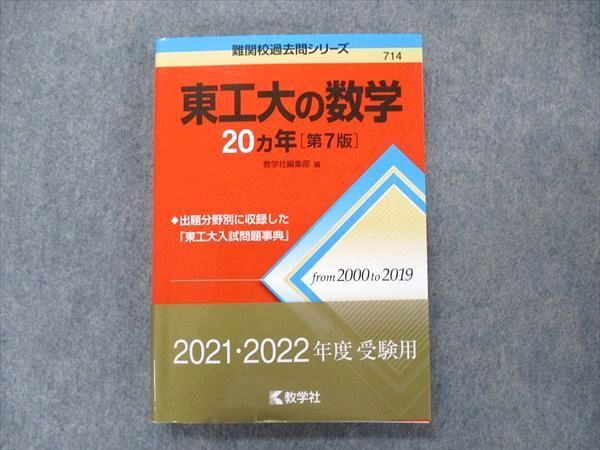 難関校過去問シリーズ
714
東工大の数学
20カ年[第7版]
教学社編集部 編
◆出題分野別に収録した
「東工大入試問題事典」
from 2000 to 2019
2021・2022年度 受験用
教学社